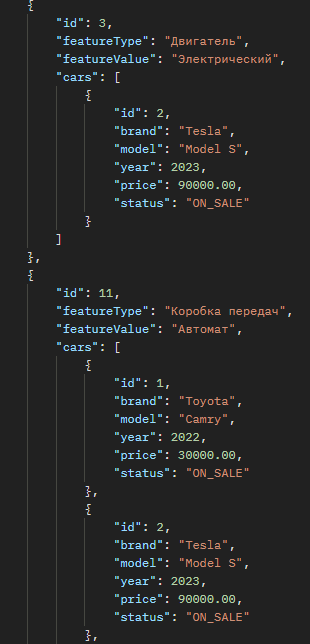 {
"id": 3,
"featureType": "Двигатель",
"featureValue": "Электрический",
"cars": [
{
"id": 2,
"brand": "Tesla",
"model": "Model S",
"year": 2023,
"price": 90000.00,
"status": "ON_SALE"
}
]
},
{
"id": 11,
"featureType": "Коробка передач",
"featureValue": "Автомат",
"cars": [
{
"id": 1,
"brand": "Toyota",
"model": "Camry",
"year": 2022,
"price": 30000.00,
"status": "ON_SALE"
},
{
"id": 2,
"brand": "Tesla",
"model": "Model S",
"year": 2023,
"price": 90000.00,
"status": "ON_SALE"
},